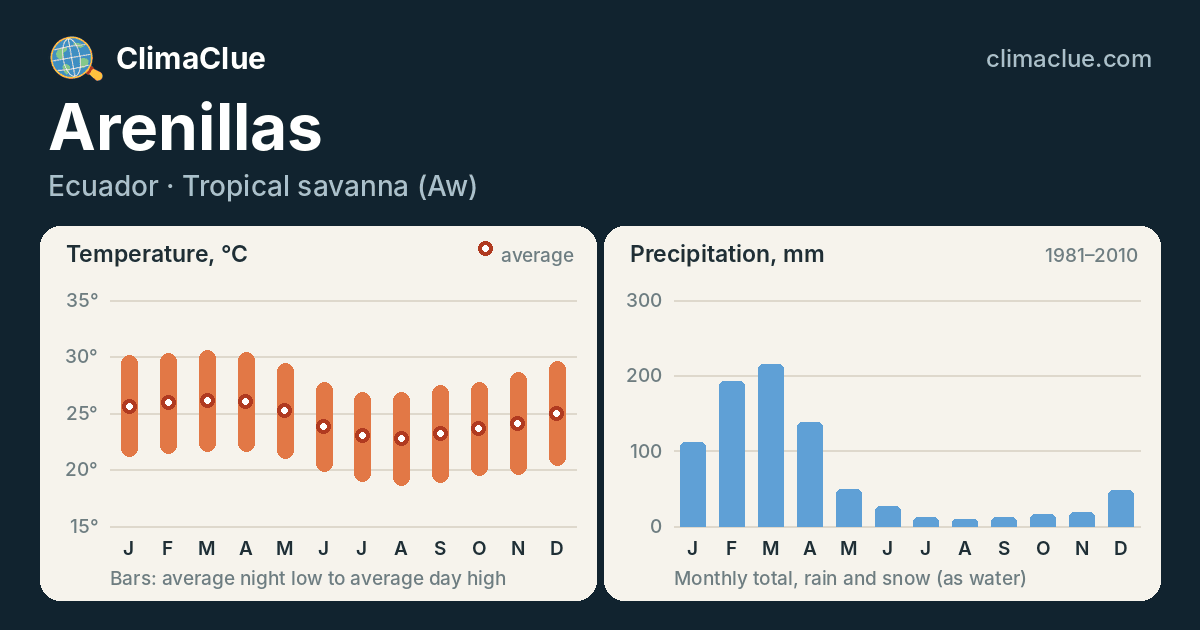 ClimaClue
climaclue.com
Arenillas
Ecuador · Tropical savanna (Aw)
Temperature, °C
average
35°
30°
25°
20°
15°
J F M A M J J A S O N D
Bars: average night low to average day high
Precipitation, mm
1981–2010
300
200
100
0
J F M A M J J A S O N D
Monthly total, rain and snow (as water)